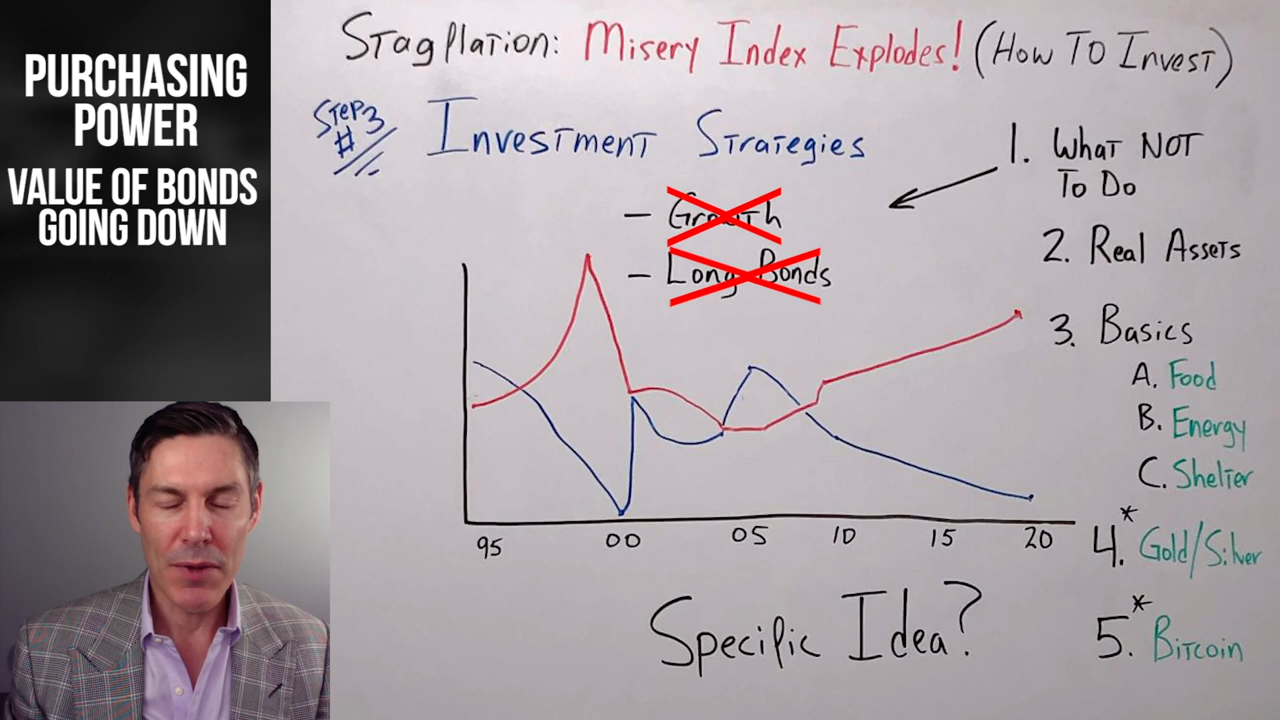 PURCHASING
POWER
VALUE OF BONDS
GOING DOWN
Stagflation: Misery Index Explodes! (How To Invest)
Step
#3
Investment Strategies
- Growth
- Long Bonds
1. What NOT
To Do
2. Real Assets
3. Basics
A. Food
B. Energy
C. Shelter
4.* Gold/Silver
5.* Bitcoin
95 00 05 10 15 20
Specific Idea?